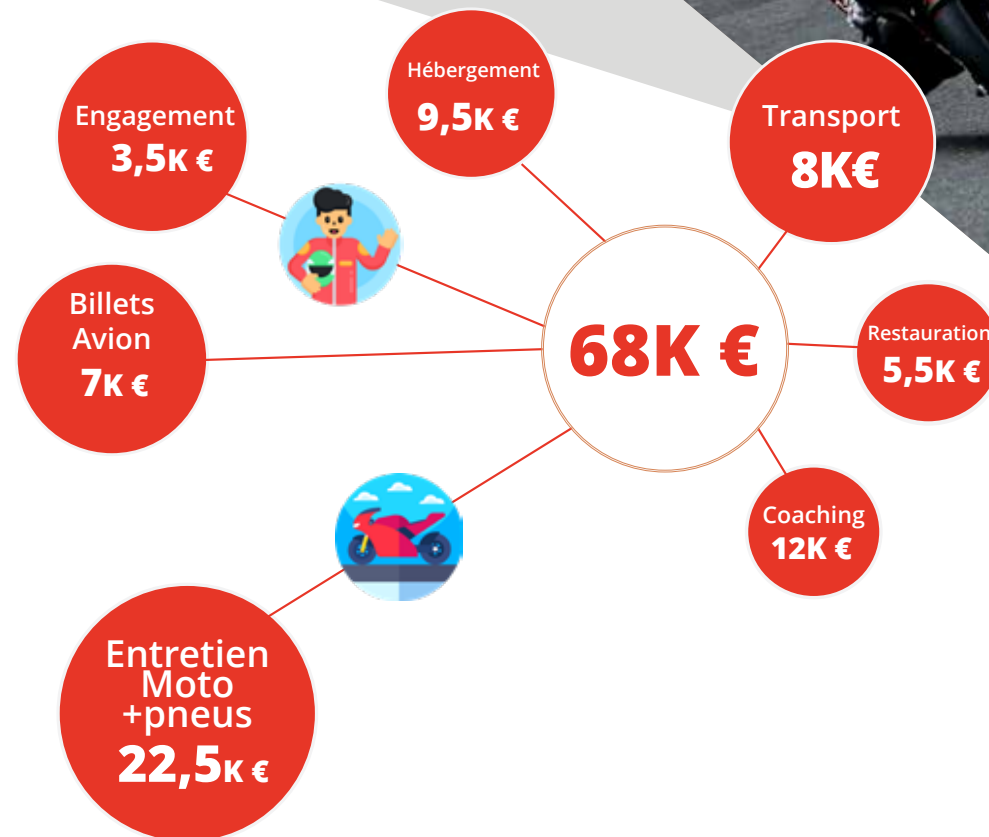 Hébergement
9,5K €
Engagement
3,5K €
Transport
8K€
Billets
Avion
7K €
68K €
Restauration
5,5K €
Coaching
12K €
Entretien
Moto
+pneus
22,5K €